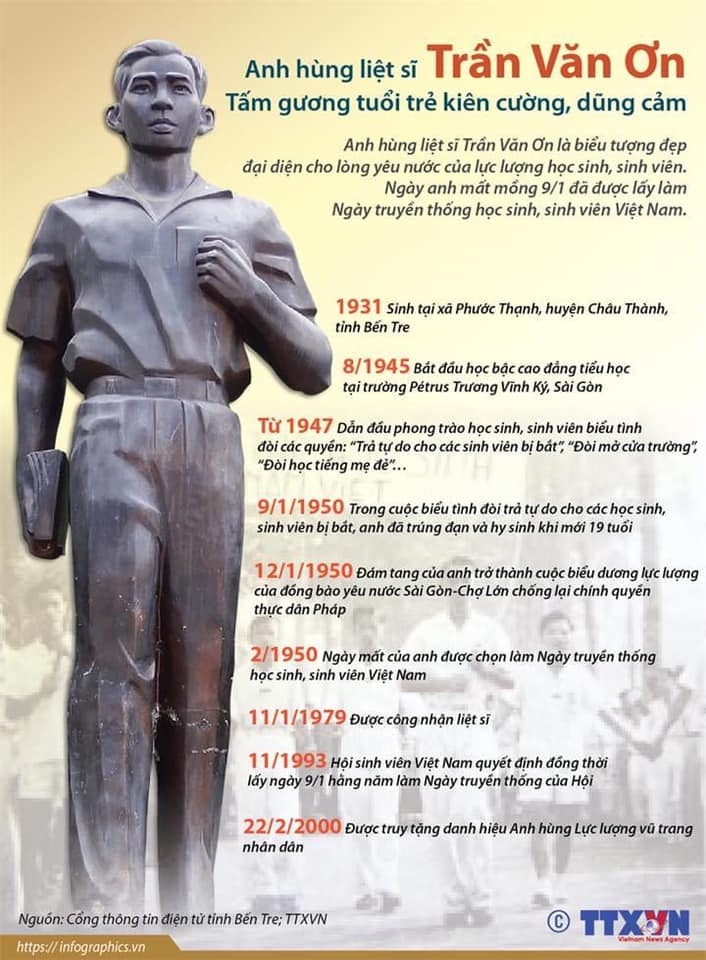 Anh hùng liệt sĩ Trần Văn Ơn
Tấm gương tuổi trẻ kiên cường, dũng cảm
Anh hùng liệt sĩ Trần Văn Ơn là biểu tượng đẹp
đại diện cho lòng yêu nước của lực lượng học sinh, sinh viên.
Ngày anh mất mồng 9/1 đã được lấy làm
Ngày truyền thống học sinh, sinh viên Việt Nam.
1931 Sinh tại xã Phước Thạnh, huyện Châu Thành,
tỉnh Bến Tre
8/1945 Bắt đầu học bậc cao đẳng tiểu học
tại trường Pétrus Trương Vĩnh Ký, Sài Gòn
Từ 1947 Dẫn đầu phong trào học sinh, sinh viên biểu tình
đòi các quyền: “Trả tự do cho các sinh viên bị bắt”, “Đòi mở cửa trường”,
“Đòi học tiếng mẹ đẻ”...
9/1/1950 Trong cuộc biểu tình đòi trả tự do cho các học sinh,
sinh viên bị bắt, anh đã trúng đạn và hy sinh khi mới 19 tuổi
12/1/1950 Đám tang của anh trở thành cuộc biểu dương lực lượng
của đồng bào yêu nước Sài Gòn-Chợ Lớn chống lại chính quyền
thực dân Pháp
2/1950 Ngày mất của anh được chọn làm Ngày truyền thống
học sinh, sinh viên Việt Nam
11/1/1979 Được công nhận liệt sĩ
11/1993 Hội sinh viên Việt Nam quyết định đồng thời
lấy ngày 9/1 hằng năm làm Ngày truyền thống của Hội
22/2/2000 Được truy tặng danh hiệu Anh hùng Lực lượng vũ trang
nhân dân
Nguồn: Cổng thông tin điện tử tỉnh Bến Tre; TTXVN
© TTXVN
Vietnam News Agency
https://infographics.vn